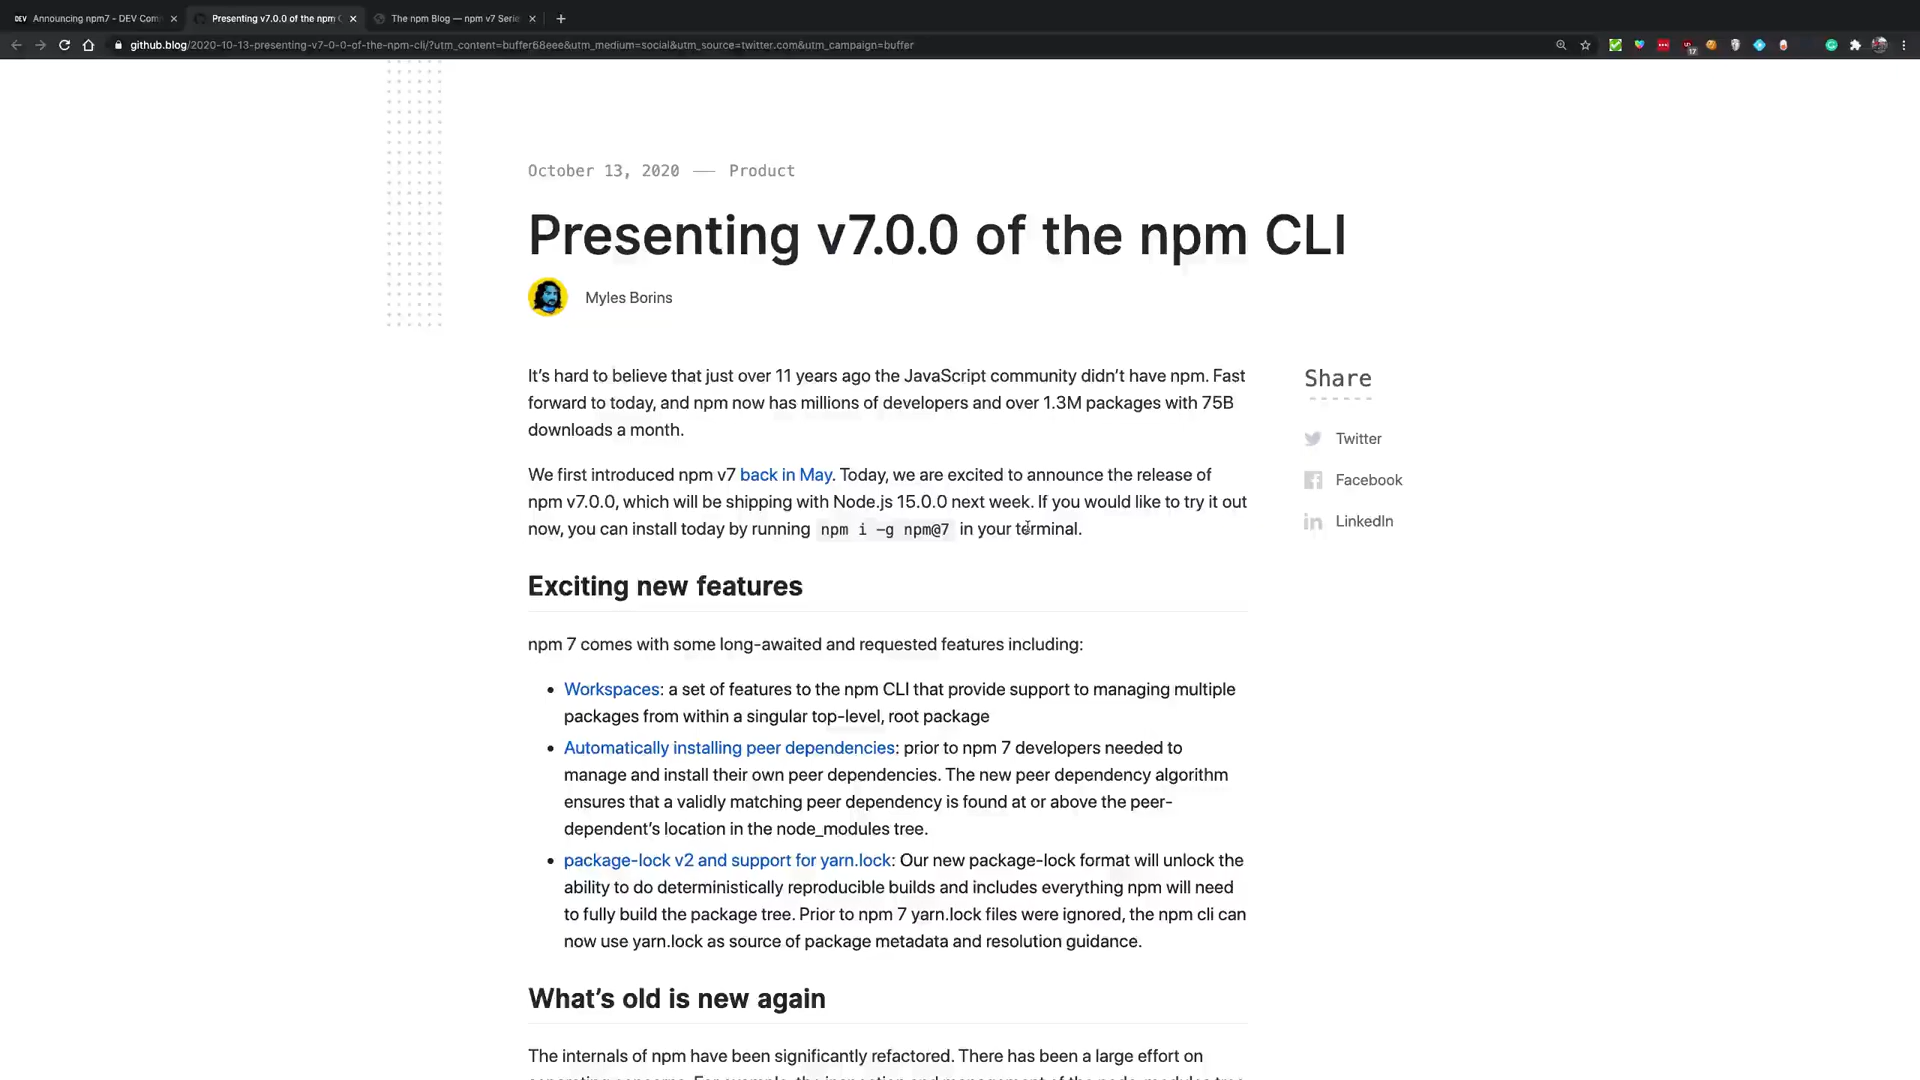 DEV Announcing npm7 - DEV Com
Presenting v7.0.0 of the npm
The npm Blog — npm v7 Serie
github.blog/2020-10-13-presenting-v7-0-0-of-the-npm-cli/?utm_content=buffer68eee&utm_medium=social&utm_source=twitter.com&utm_campaign=buffer
17
October 13, 2020 — Product
Presenting v7.0.0 of the npm CLI
Myles Borins
It's hard to believe that just over 11 years ago the JavaScript community didn't have npm. Fast
forward to today, and npm now has millions of developers and over 1.3M packages with 75B
downloads a month.
We first introduced npm v7 back in May. Today, we are excited to announce the release of
npm v7.0.0, which will be shipping with Node.js 15.0.0 next week. If you would like to try it out
now, you can install today by running npm i -g npm@7 in your terminal.
Share
Twitter
Facebook
in LinkedIn
Exciting new features
npm 7 comes with some long-awaited and requested features including:
• Workspaces: a set of features to the npm CLI that provide support to managing multiple
packages from within a singular top-level, root package
• Automatically installing peer dependencies: prior to npm 7 developers needed to
manage and install their own peer dependencies. The new peer dependency algorithm
ensures that a validly matching peer dependency is found at or above the peer-
dependent's location in the node_modules tree.
• package-lock v2 and support for yarn.lock: Our new package-lock format will unlock the
ability to do deterministically reproducible builds and includes everything npm will need
to fully build the package tree. Prior to npm 7 yarn.lock files were ignored, the npm cli can
now use yarn.lock as source of package metadata and resolution guidance.
What's old is new again
The internals of npm have been significantly refactored. There has been a large effort on